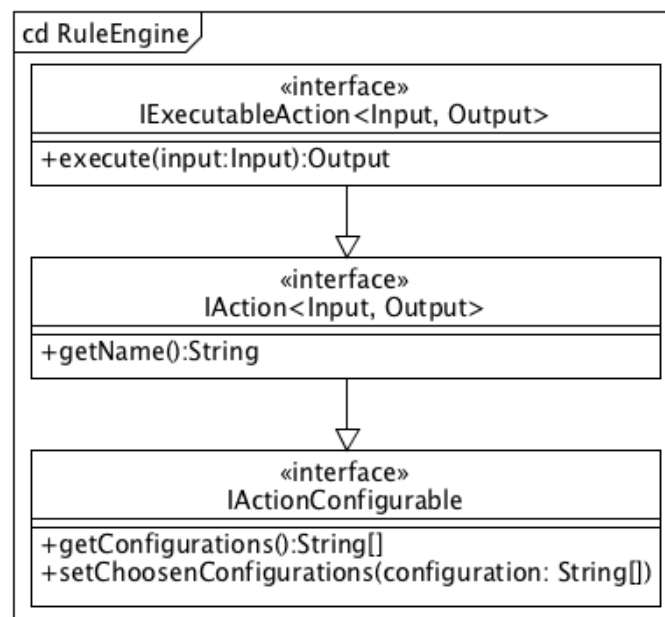 cd RuleEngine
«interface»
IExecutableAction<Input, Output>
+execute(input:Input):Output
«interface»
IAction<Input, Output>
+getName():String
«interface»
IActionConfigurable
+getConfigurations():String[]
+setChoosenConfigurations(configuration: String[])